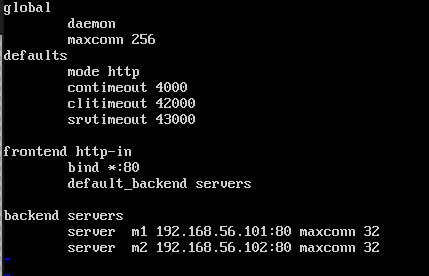 global
        daemon
        maxconn 256
defaults
        mode http
        contimeout 4000
        clitimeout 42000
        srvtimeout 43000

frontend http-in
        bind *:80
        default_backend servers

backend servers
        server  m1 192.168.56.101:80 maxconn 32
        server  m2 192.168.56.102:80 maxconn 32
~
~